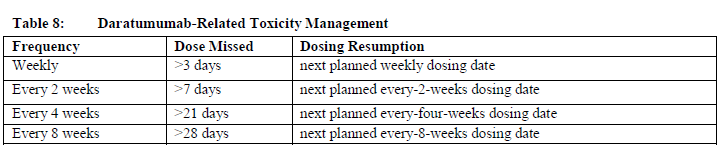 Table 8: Daratumumab-Related Toxicity Management
Frequency Dose Missed Dosing Resumption
Weekly >3 days next planned weekly dosing date
Every 2 weeks >7 days next planned every-2-weeks dosing date
Every 4 weeks >21 days next planned every-four-weeks dosing date
Every 8 weeks >28 days next planned every-8-weeks dosing date